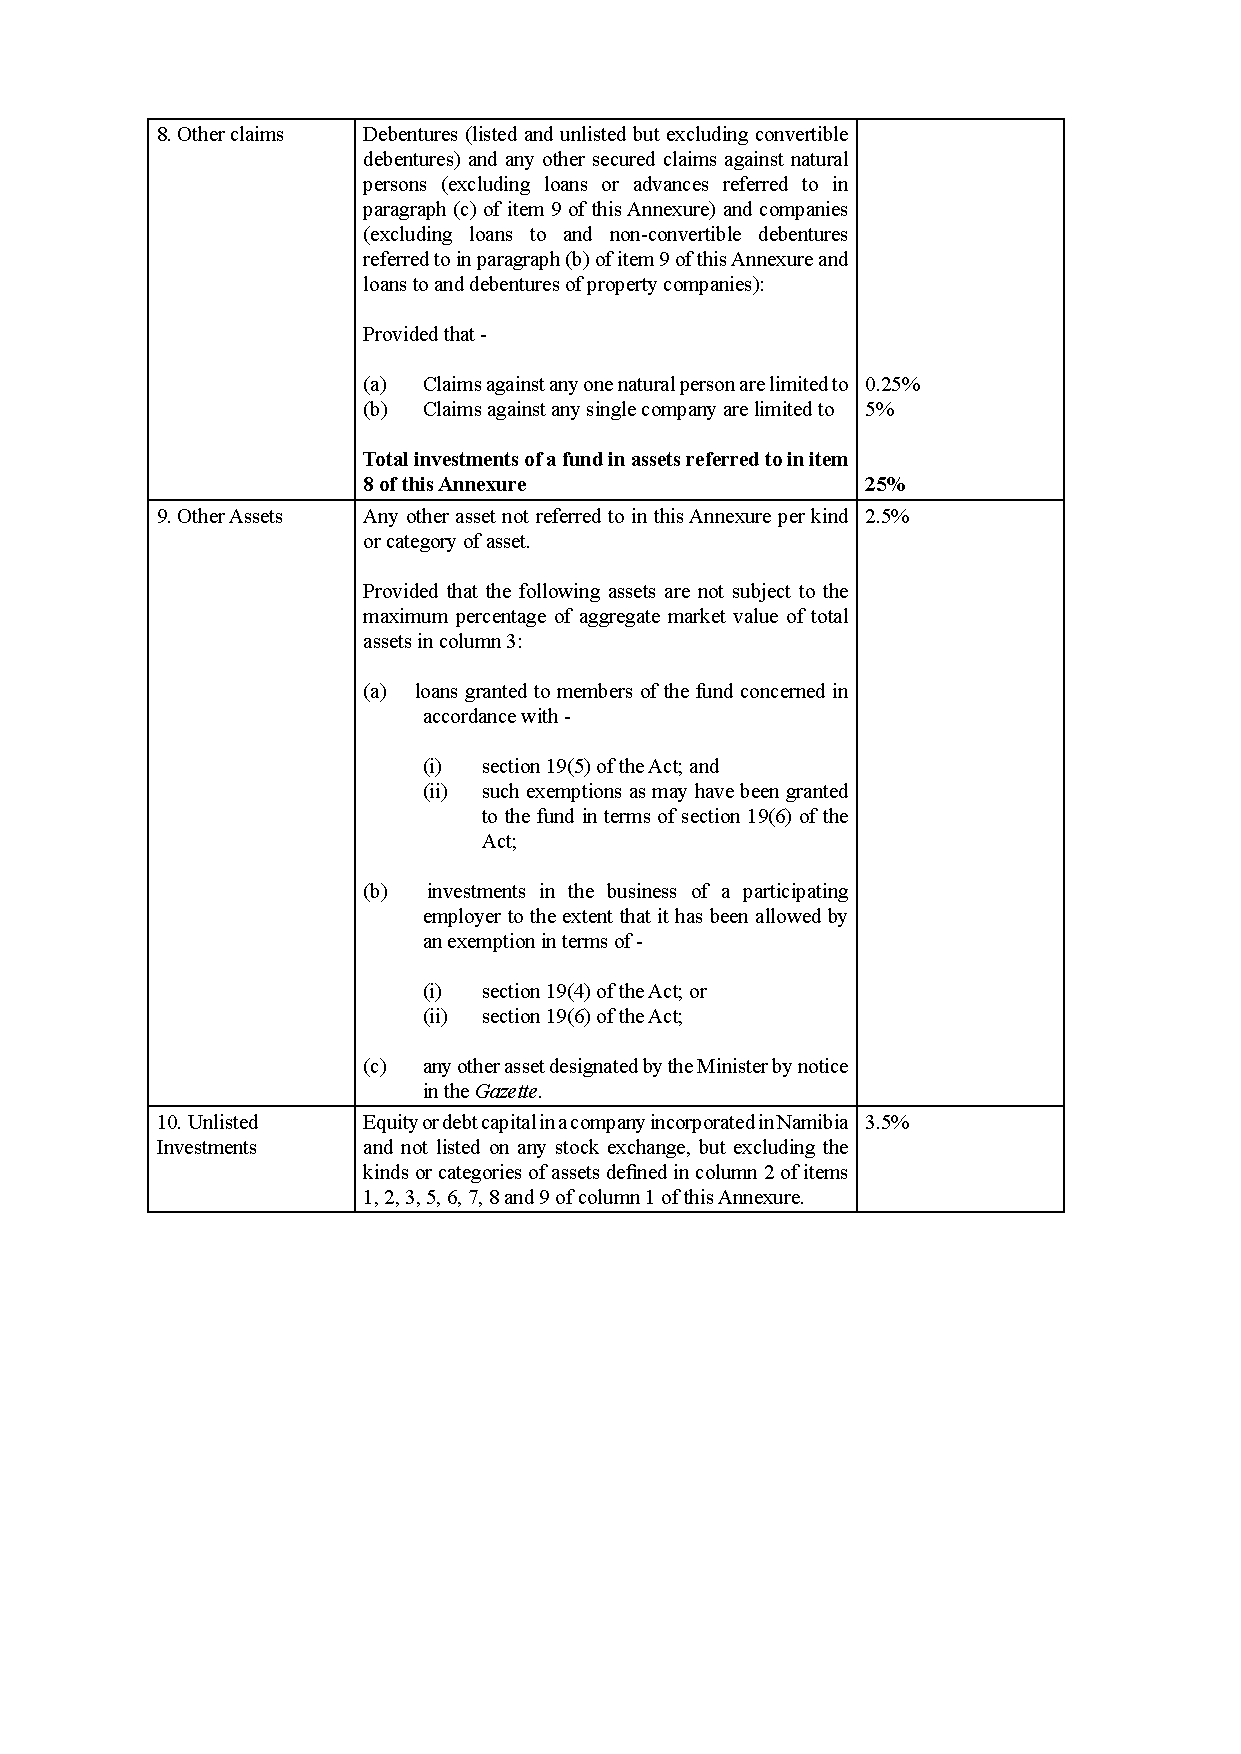 8. Other claims
Debentures (listed and unlisted but excluding convertible
debentures) and any other secured claims against natural
persons (excluding loans or advances referred to in
paragraph (c) of item 9 of this Annexure) and companies
(excluding loans to and non-convertible debentures
referred to in paragraph (b) of item 9 of this Annexure and
loans to and debentures of property companies):
Provided that -
(a) Claims against any one natural person are limited to 0.25%
(b) Claims against any single company are limited to 5%
Total investments of a fund in assets referred to in item
8 of this Annexure 25%
9. Other Assets
Any other asset not referred to in this Annexure per kind 2.5%
or category of asset.
Provided that the following assets are not subject to the
maximum percentage of aggregate market value of total
assets in column 3:
(a) loans granted to members of the fund concerned in
accordance with -
(i) section 19(5) of the Act; and
(ii) such exemptions as may have been granted
to the fund in terms of section 19(6) of the
Act;
(b) investments in the business of a participating
employer to the extent that it has been allowed by
an exemption in terms of -
(i) section 19(4) of the Act; or
(ii) section 19(6) of the Act;
(c) any other asset designated by the Minister by notice
in the Gazette.
10. Unlisted
Investments
Equity or debt capital in a company incorporated in Namibia 3.5%
and not listed on any stock exchange, but excluding the
kinds or categories of assets defined in column 2 of items
1, 2, 3, 5, 6, 7, 8 and 9 of column 1 of this Annexure.